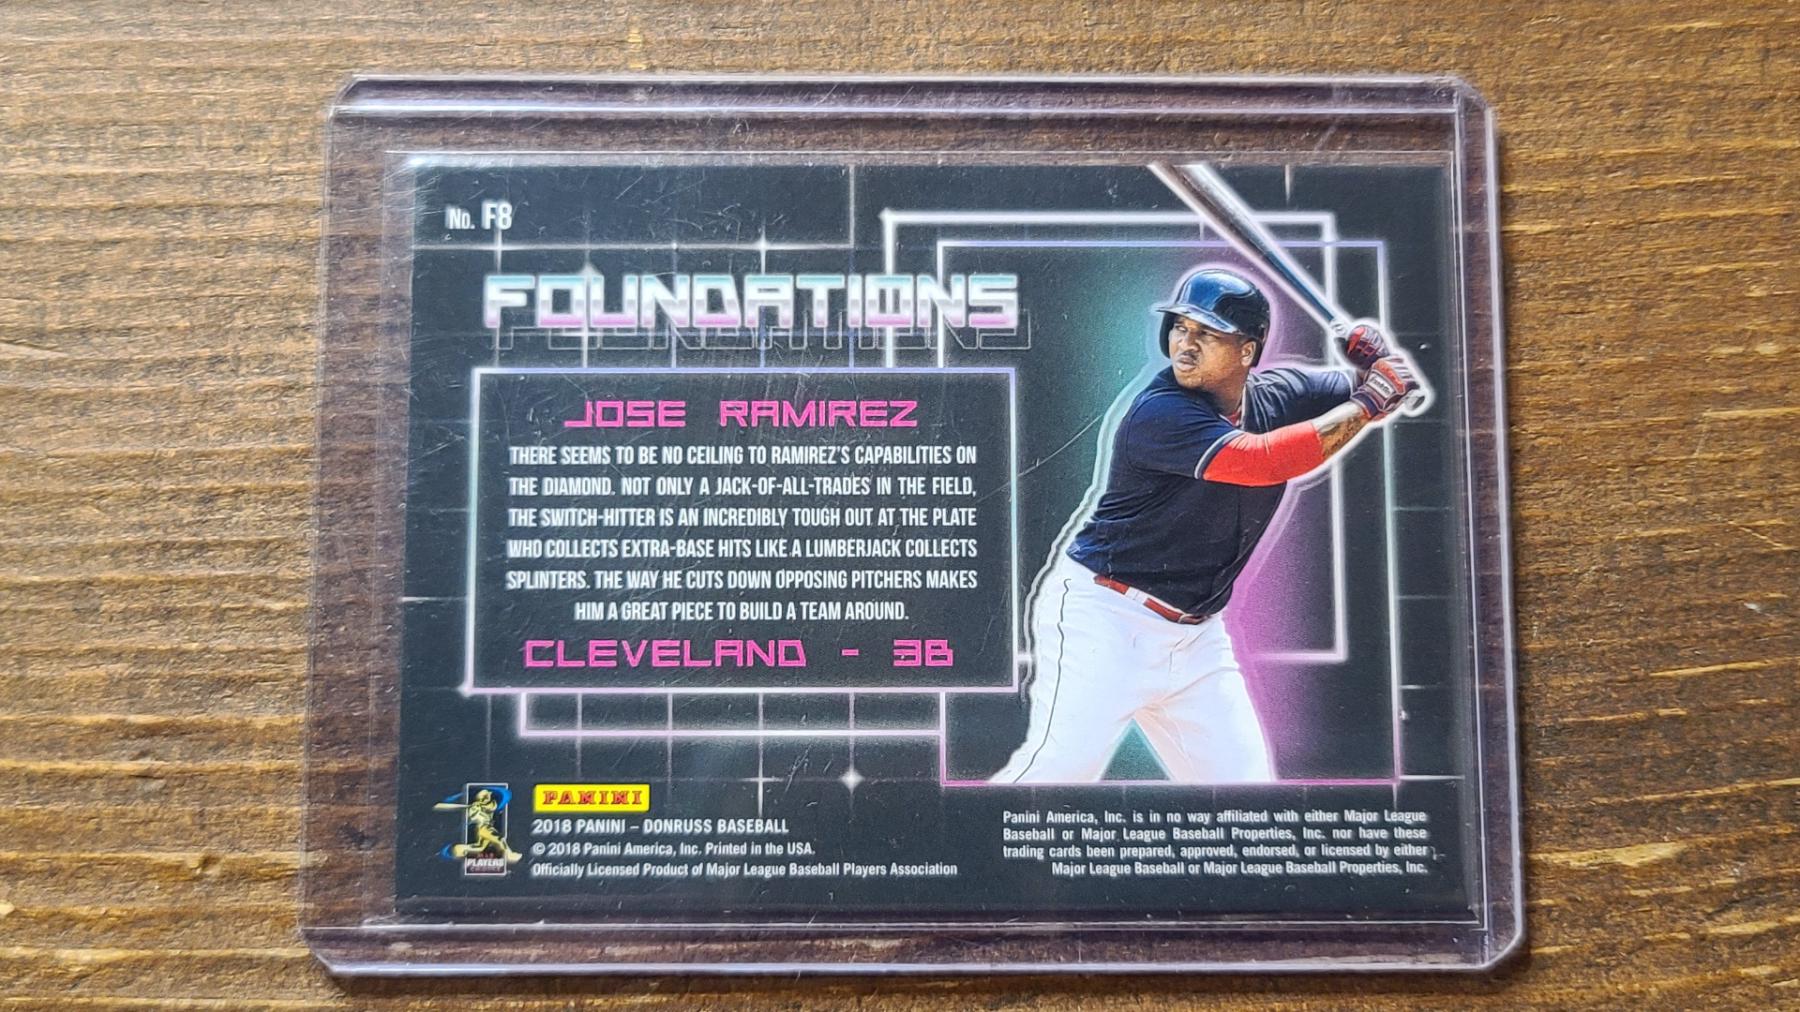 No. F8
FOUNDATIONS
JOSE RAMIREZ
THERE SEEMS TO BE NO CEILING TO RAMIREZ'S CAPABILITIES ON
THE DIAMOND. NOT ONLY A JACK-OF-ALL-TRADES IN THE FIELD,
THE SWITCH-HITTER IS AN INCREDIBLY TOUGH OUT AT THE PLATE
WHO COLLECTS EXTRA-BASE HITS LIKE A LUMBERJACK COLLECTS
SPLINTERS. THE WAY HE CUTS DOWN OPPOSING PITCHERS MAKES
HIM A GREAT PIECE TO BUILD A TEAM AROUND.
CLEVELAND - 3B
PANINI
2018 PANINI – DONRUSS BASEBALL
© 2018 Panini America, Inc. Printed in the USA.
Officially Licensed Product of Major League Baseball Players Association
PLAYERS
Panini America, Inc. is in no way affiliated with either Major League
Baseball or Major League Baseball Properties, Inc. nor have these
trading cards been prepared, approved, endorsed, or licensed by either
Major League Baseball or Major League Baseball Properties, Inc.